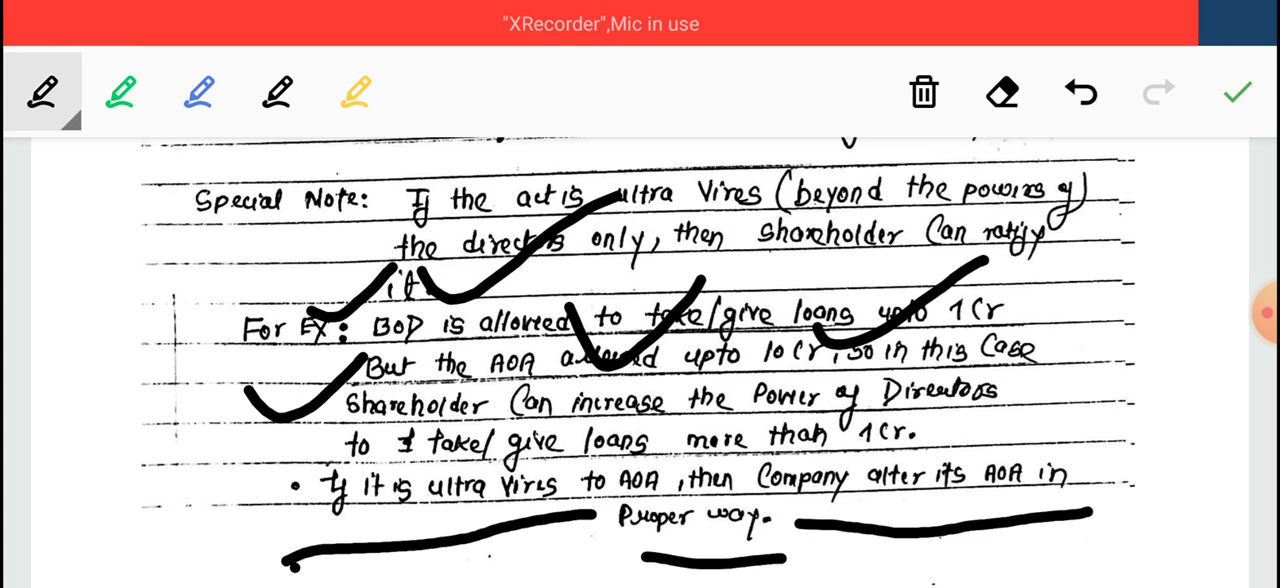 "XRecorder",Mic in use
Special Note: If the act is ultra Vires (beyond the powers of)
the directors only, then Shareholder Can ratify
it
For EX: BOD is allowed to take/give loans upto 1Cr
But the AOA allowed upto 10Cr, so in this Case
Shareholder Can increase the Power of Directors
to take/give loans more than 1Cr.
• If it is ultra Vires to AOA, then Company alter its AOA in
Proper way.